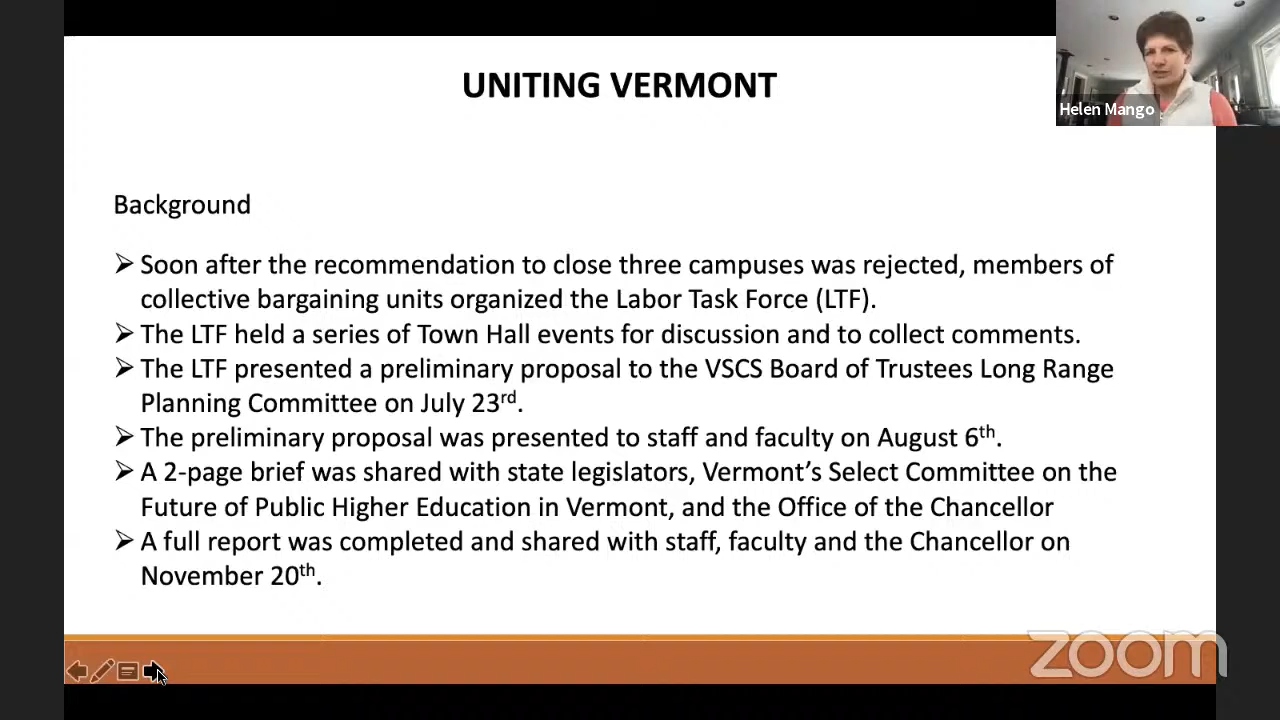 UNITING VERMONT
Helen Mango
Background
➢ Soon after the recommendation to close three campuses was rejected, members of
collective bargaining units organized the Labor Task Force (LTF).
➢ The LTF held a series of Town Hall events for discussion and to collect comments.
➢ The LTF presented a preliminary proposal to the VSCS Board of Trustees Long Range
Planning Committee on July 23rd.
➢ The preliminary proposal was presented to staff and faculty on August 6th.
➢ A 2-page brief was shared with state legislators, Vermont’s Select Committee on the
Future of Public Higher Education in Vermont, and the Office of the Chancellor
➢ A full report was completed and shared with staff, faculty and the Chancellor on
November 20th.
zoom